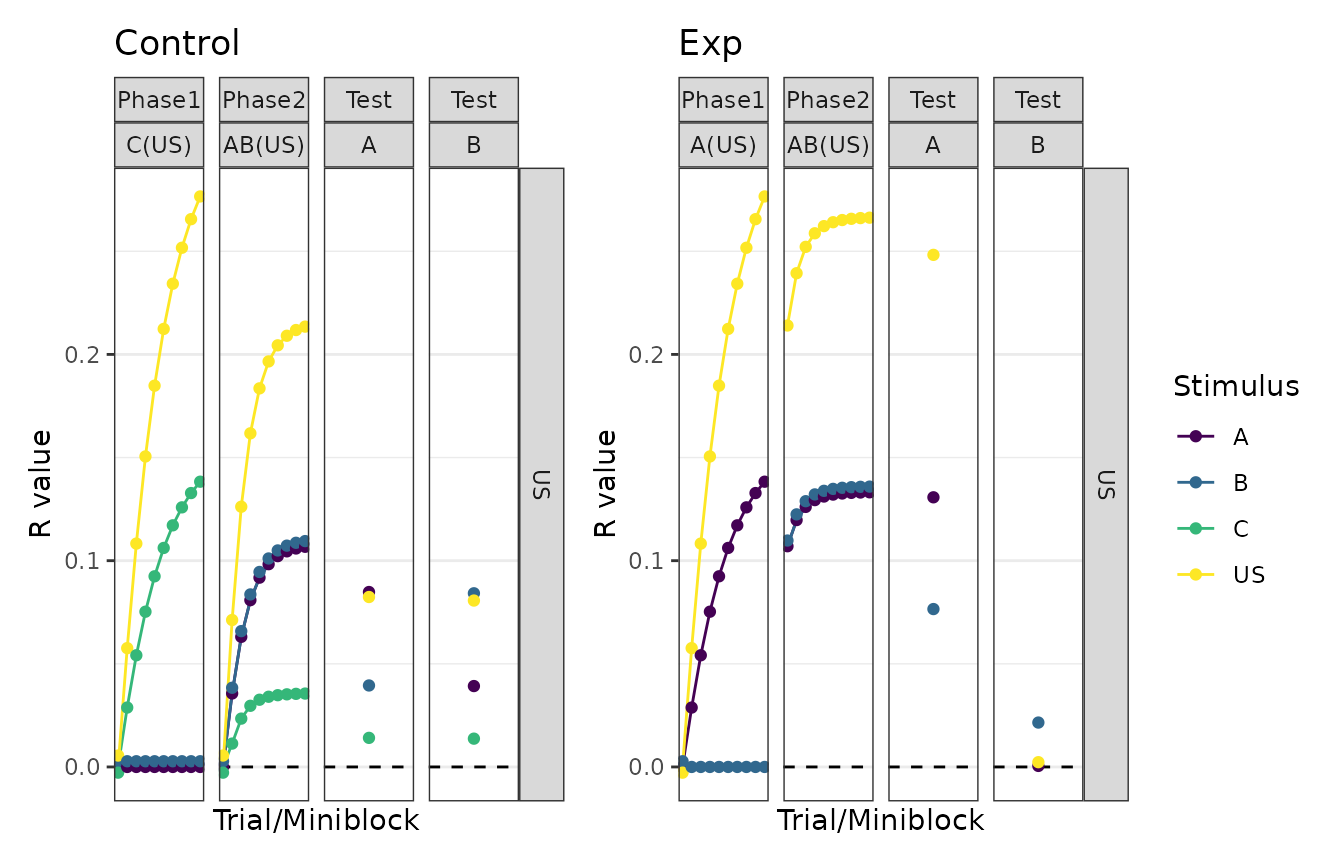 Control
Phase1 Phase2 Test Test
C(US) AB(US) A B
0.2
0.1
0.0
R value
US
Trial/Miniblock
Exp
Phase1 Phase2 Test Test
A(US) AB(US) A B
0.2
0.1
0.0
R value
US
Trial/Miniblock
Stimulus
A
B
C
US